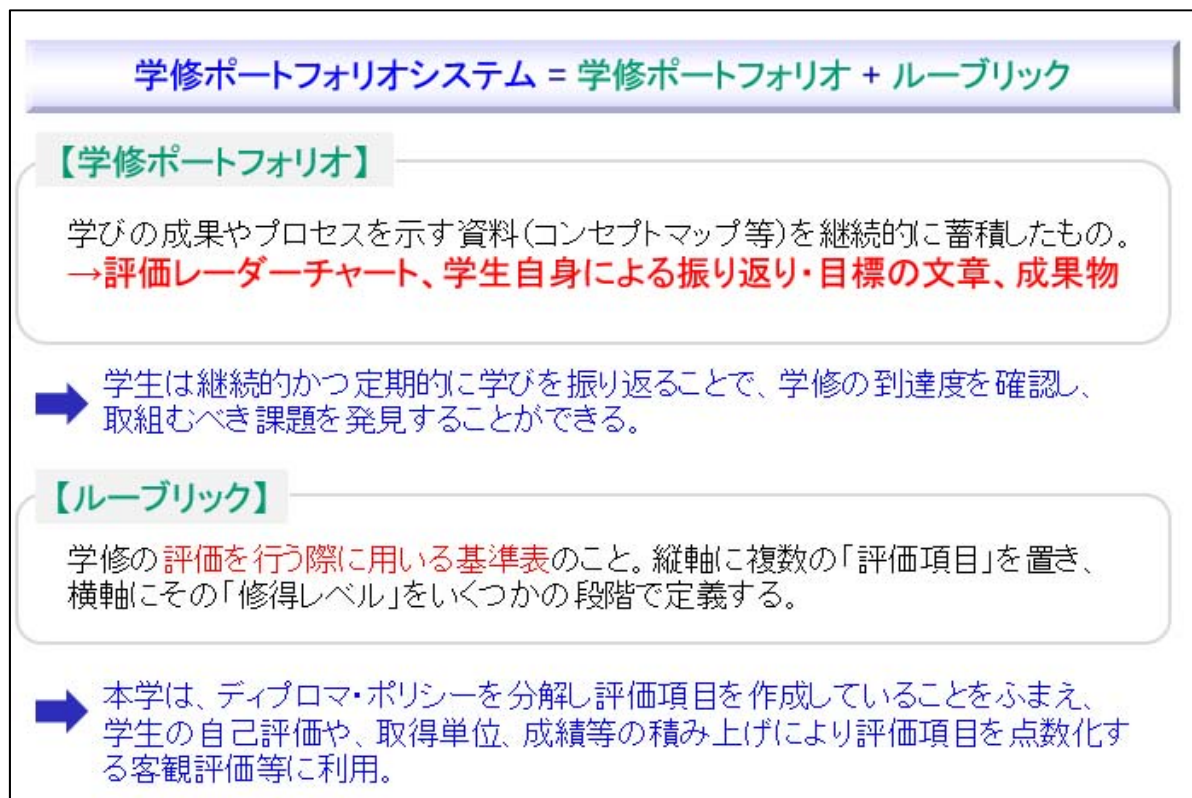 学修ポートフォリオシステム = 学修ポートフォリオ + ルーブリック
【学修ポートフォリオ】
学びの成果やプロセスを示す資料(コンセプトマップ等)を継続的に蓄積したもの。
→評価レーダーチャート、学生自身による振り返り・目標の文章、成果物
学生は継続的かつ定期的に学びを振り返ることで、学修の到達度を確認し、
取組むべき課題を発見することができる。
【ルーブリック】
学修の評価を行う際に用いる基準表のこと。縦軸に複数の「評価項目」を置き、
横軸にその「修得レベル」をいくつかの段階で定義する。
本学は、ディプロマ・ポリシーを分解し評価項目を作成していることをふまえ、
学生の自己評価や、取得単位、成績等の積み上げにより評価項目を点数化す
る客観評価等に利用。